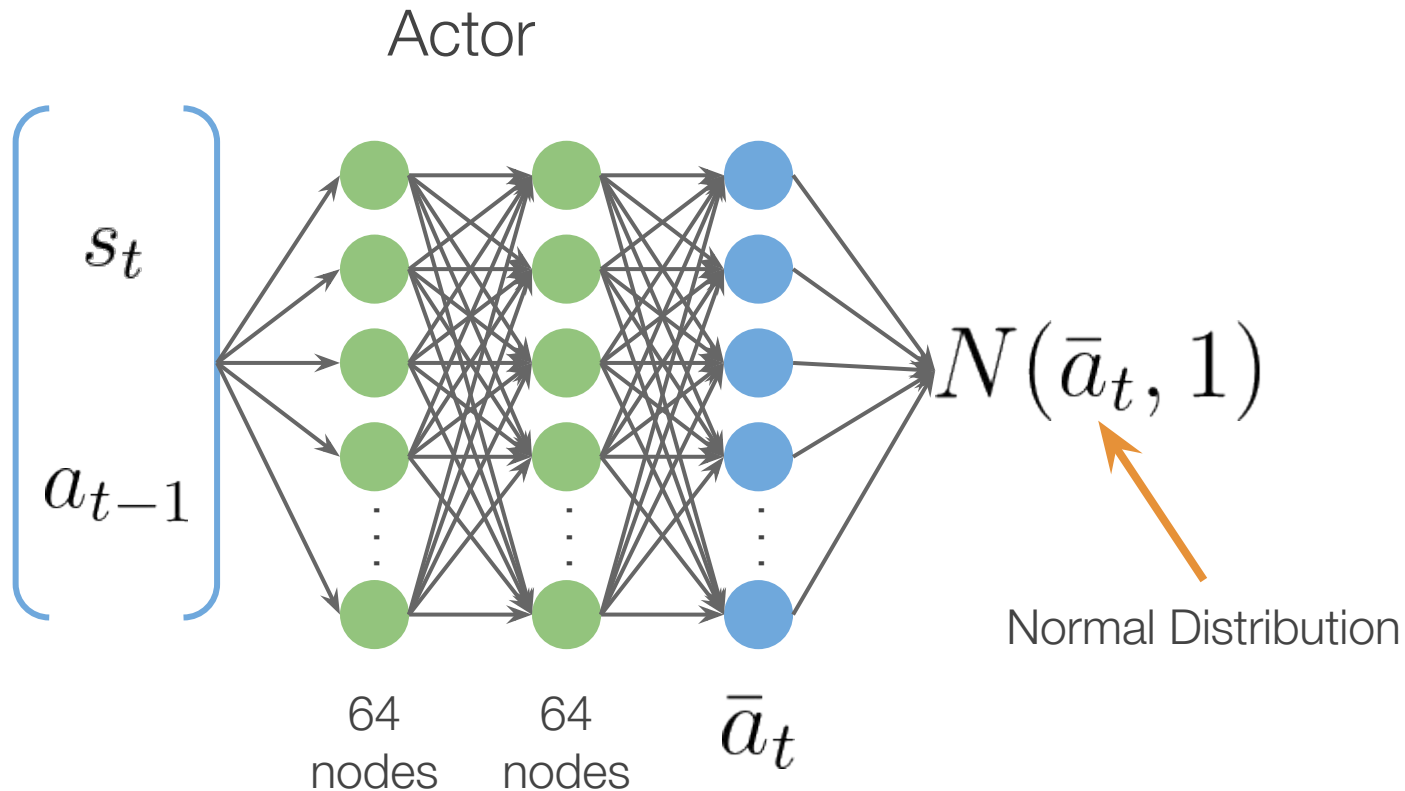 Actor
s_t
a_{t-1}
N(ā_t, 1)
Normal Distribution
64
nodes
64
nodes
ā_t